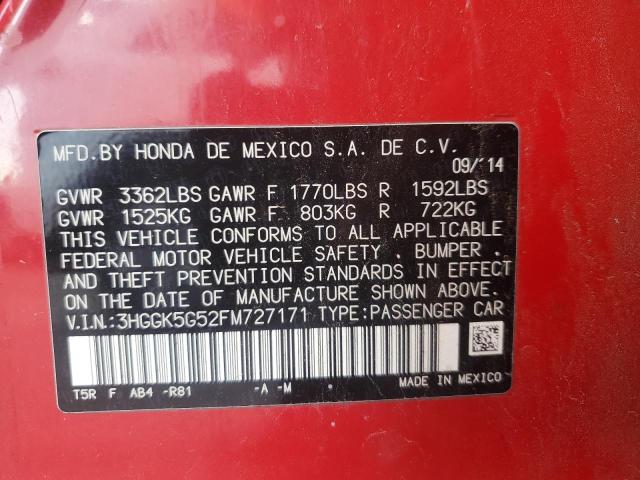 MFD. BY HONDA DE MEXICO S.A. DE C.V.
09/'14
GVWR 3362LBS GAWR F 1770LBS R 1592LBS
GVWR 1525KG GAWR F 803KG R 722KG
THIS VEHICLE CONFORMS TO ALL APPLICABLE
FEDERAL MOTOR VEHICLE SAFETY . BUMPER .
AND THEFT PREVENTION STANDARDS IN EFFECT
ON THE DATE OF MANUFACTURE SHOWN ABOVE.
V.I.N.:3HGGK5G52FM727171 TYPE:PASSENGER CAR
T5R F AB4 -R81 -A -M
MADE IN MEXICO